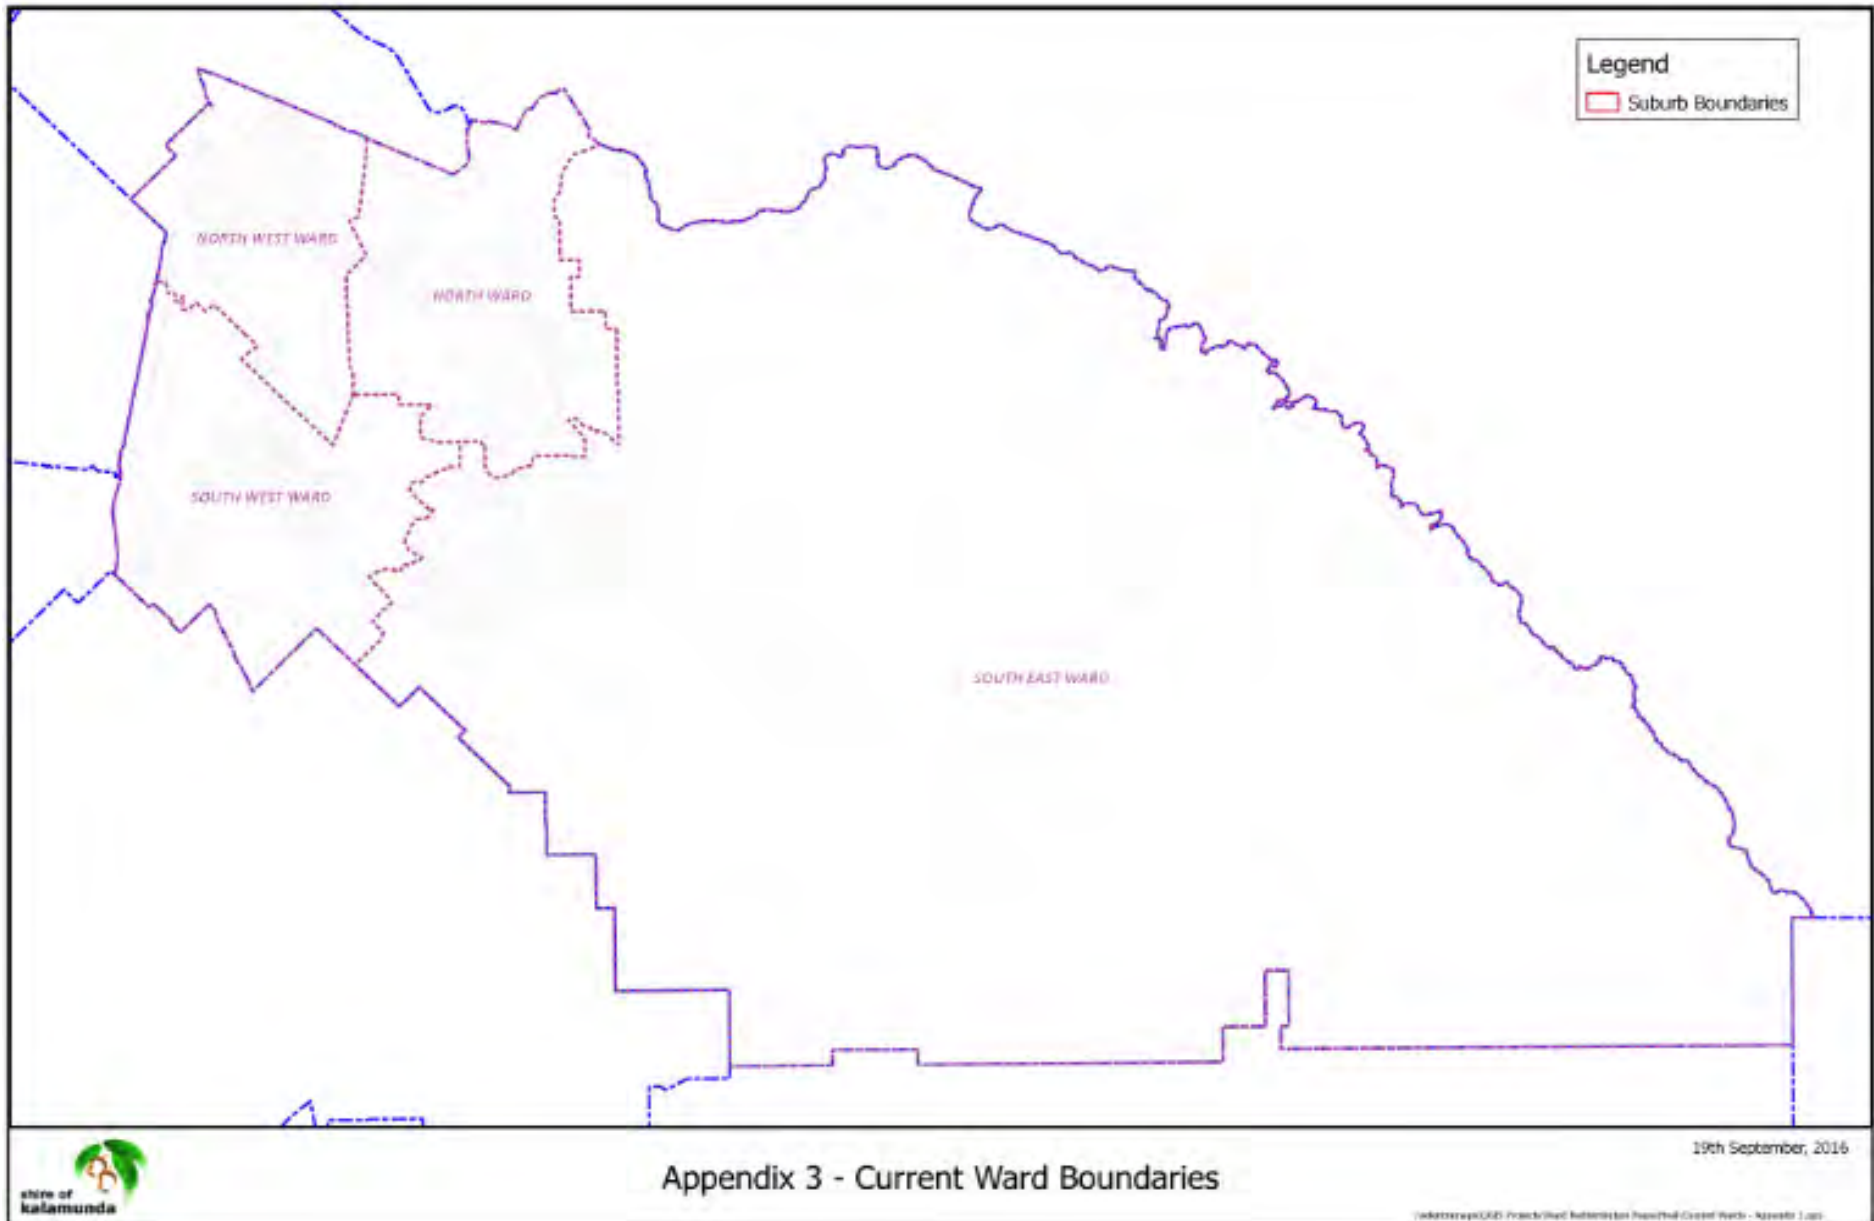 Legend
Suburb Boundaries
NORTH WEST WARD
NORTH WARD
SOUTH WEST WARD
SOUTH EAST WARD
19th September, 2016
Appendix 3 - Current Ward Boundaries
shire of
kalamunda